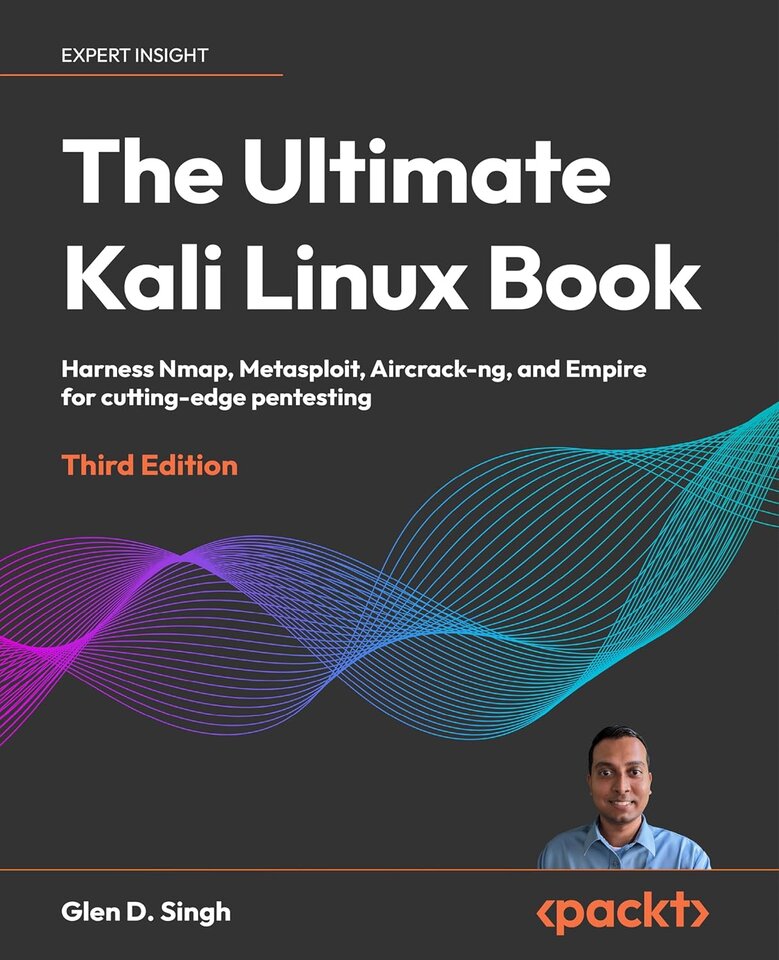 EXPERT INSIGHT
The Ultimate
Kali Linux Book
Harness Nmap, Metasploit, Aircrack-ng, and Empire
for cutting-edge pentesting
Third Edition
Glen D. Singh
<packt>